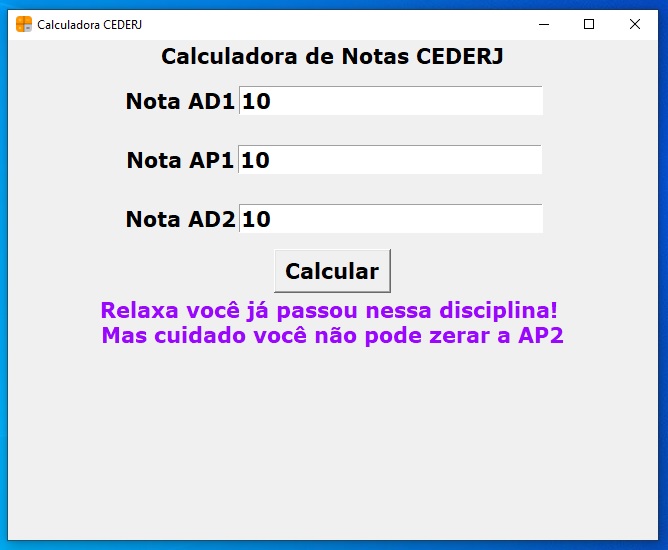 Calculadora CEDERJ
Calculadora de Notas CEDERJ
Nota AD1 10
Nota AP1 10
Nota AD2 10
Calcular
Relaxa você já passou nessa disciplina!
Mas cuidado você não pode zerar a AP2